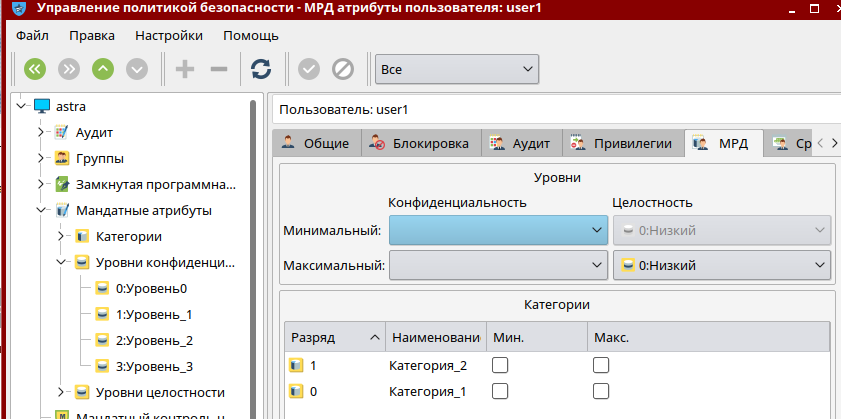 Управление политикой безопасности - МРД атрибуты пользователя: user1
Файл Правка Настройки Помощь
Все
astra
Аудит
Группы
Замкнутая программна...
Мандатные атрибуты
Категории
Уровни конфиденци...
0:Уровень0
1:Уровень_1
2:Уровень_2
3:Уровень_3
Уровни целостности
Пользователь: user1
Общие Блокировка Аудит Привилегии МРД Ср
Уровни
Конфиденциальность Целостность
Минимальный: 0:Низкий
Максимальный: 0:Низкий
Категории
Разряд Наименовани Мин. Макс.
1 Категория_2
0 Категория_1